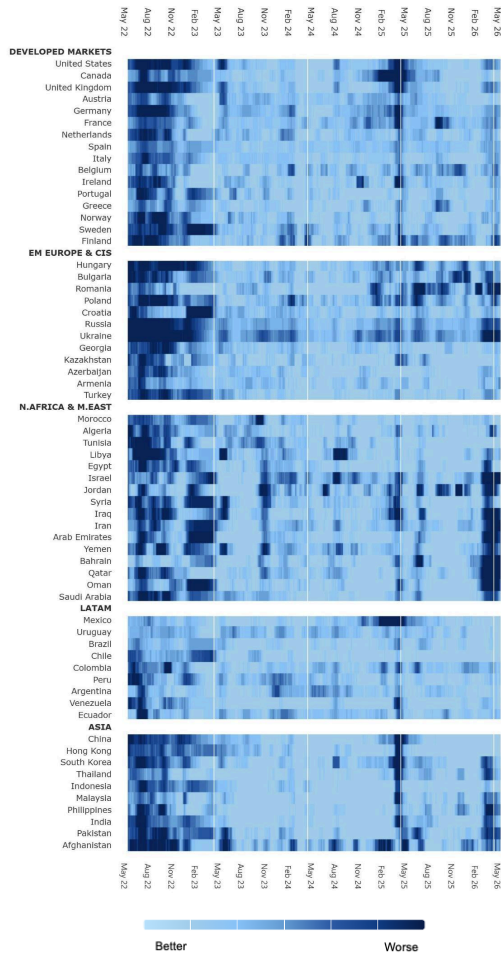 May 22 Aug 22 Nov 22 Feb 23 May 23 Aug 23 Nov 23 Feb 24 May 24 Aug 24 Nov 24 Feb 25 May 25 Aug 25 Nov 25 Feb 26 May 26
DEVELOPED MARKETS
United States
Canada
United Kingdom
Austria
Germany
France
Netherlands
Spain
Italy
Belgium
Ireland
Portugal
Greece
Norway
Sweden
Finland
EM EUROPE & CIS
Hungary
Bulgaria
Romania
Poland
Croatia
Russia
Ukraine
Georgia
Kazakhstan
Azerbaijan
Armenia
Turkey
N.AFRICA & M.EAST
Morocco
Algeria
Tunisia
Libya
Egypt
Israel
Jordan
Syria
Iraq
Iran
Arab Emirates
Yemen
Bahrain
Qatar
Oman
Saudi Arabia
LATAM
Mexico
Uruguay
Brazil
Chile
Colombia
Peru
Argentina
Venezuela
Ecuador
ASIA
China
Hong Kong
South Korea
Thailand
Indonesia
Malaysia
Philippines
India
Pakistan
Afghanistan
May 22 Aug 22 Nov 22 Feb 23 May 23 Aug 23 Nov 23 Feb 24 May 24 Aug 24 Nov 24 Feb 25 May 25 Aug 25 Nov 25 Feb 26 May 26
Better Worse